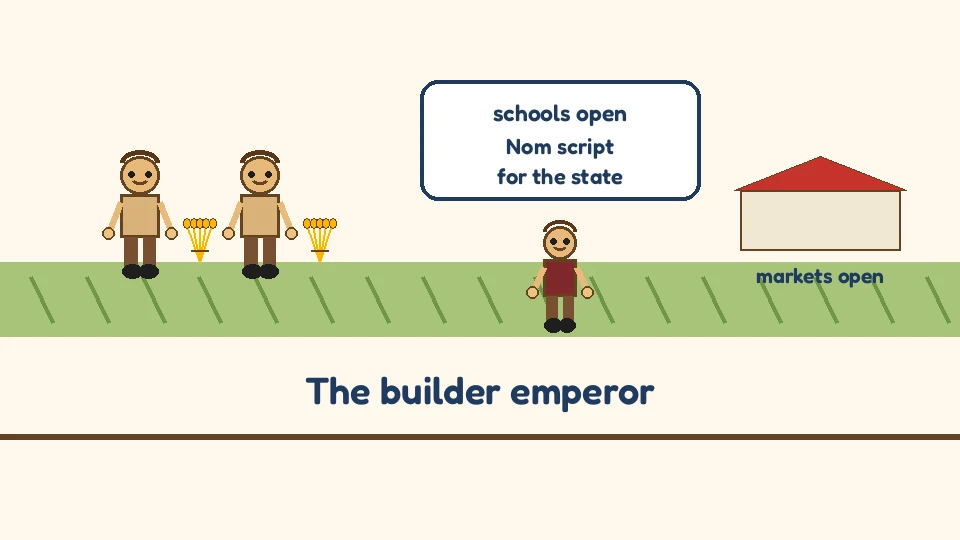 schools open
Nom script
for the state
markets open
The builder emperor